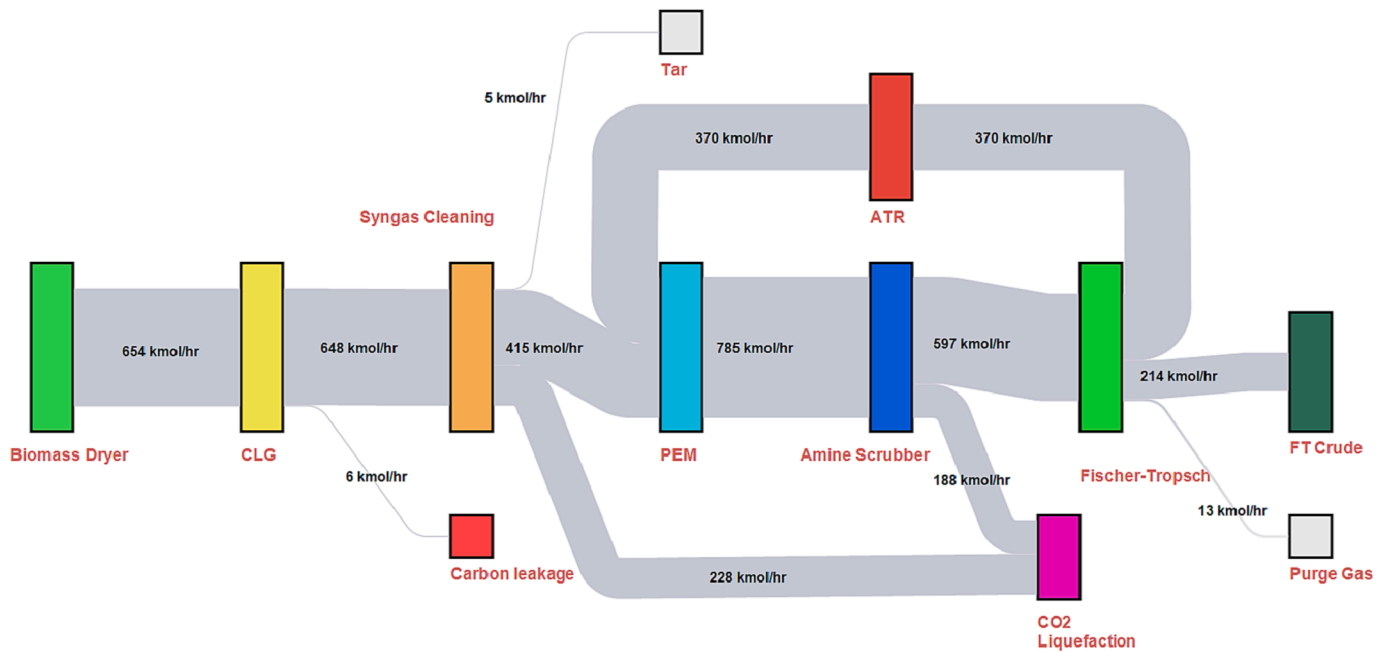 Tar
5 kmol/hr
370 kmol/hr
370 kmol/hr
ATR
Syngas Cleaning
654 kmol/hr
648 kmol/hr
415 kmol/hr
785 kmol/hr
597 kmol/hr
214 kmol/hr
Biomass Dryer
CLG
PEM
Amine Scrubber
FT Crude
6 kmol/hr
188 kmol/hr
Fischer-Tropsch
13 kmol/hr
Carbon leakage
228 kmol/hr
Purge Gas
CO2
Liquefaction